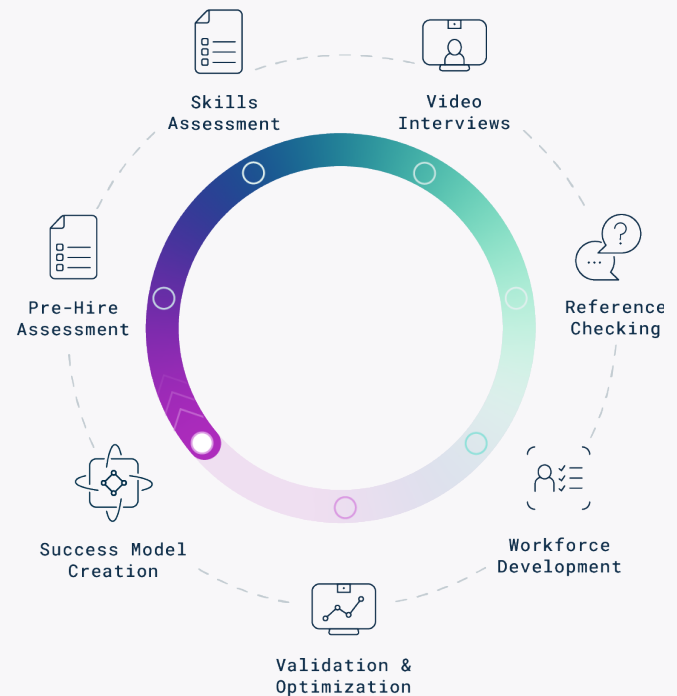 Skills
Assessment
Video
Interviews
Pre-Hire
Assessment
Reference
Checking
Success Model
Creation
Workforce
Development
Validation &
Optimization
?